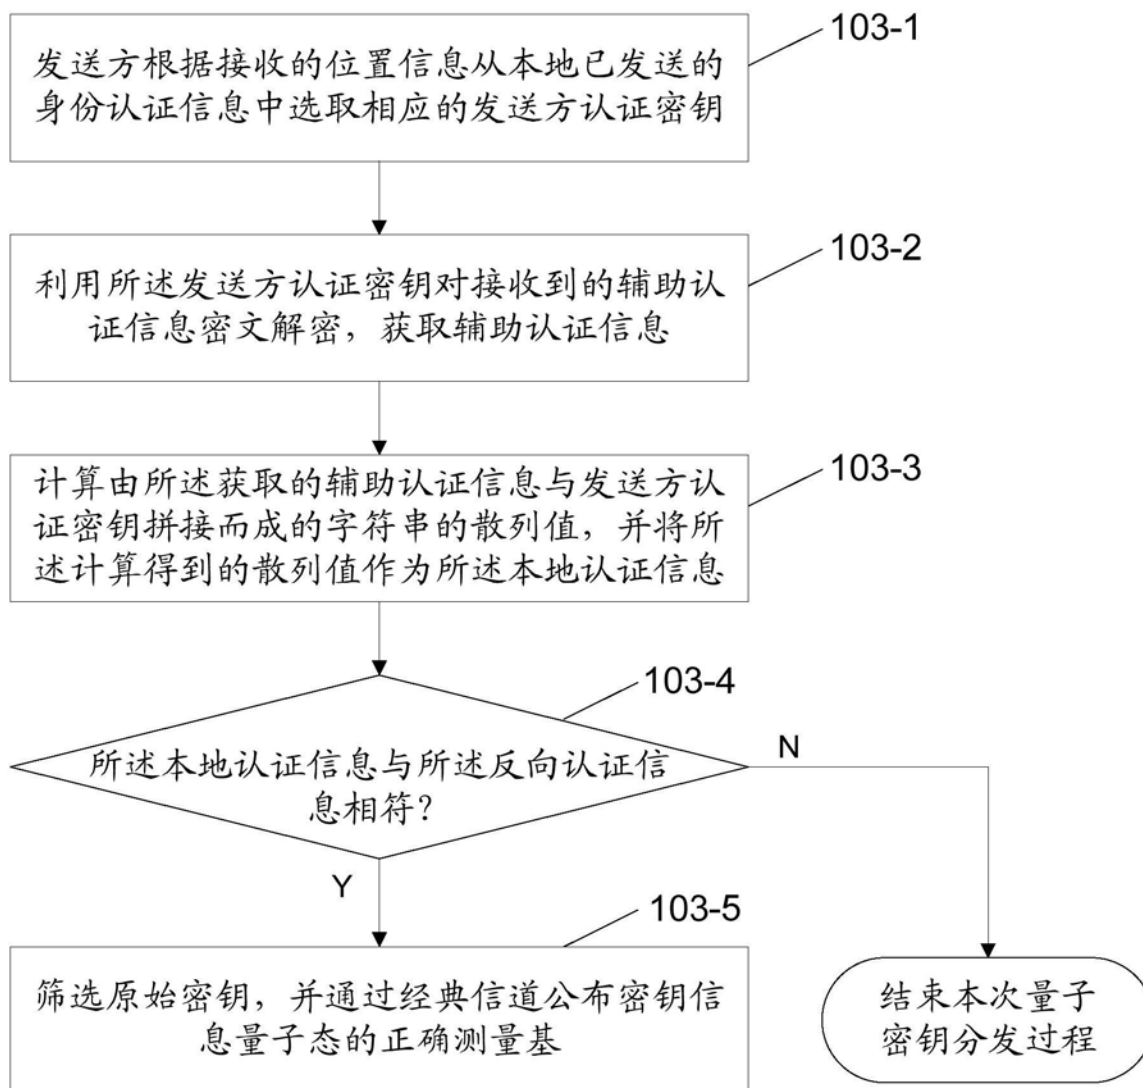 103-1
发送方根据接收的位置信息从本地已发送的
身份认证信息中选取相应的发送方认证密钥
103-2
利用所述发送方认证密钥对接收到的辅助认
证信息密文解密，获取辅助认证信息
103-3
计算由所述获取的辅助认证信息与发送方认
证密钥拼接而成的字符串的散列值，并将所
述计算得到的散列值作为所述本地认证信息
103-4
所述本地认证信息与所述反向认证信
息相符？
N
Y
103-5
筛选原始密钥，并通过经典信道公布密钥信
息量子态的正确测量基
结束本次量子
密钥分发过程